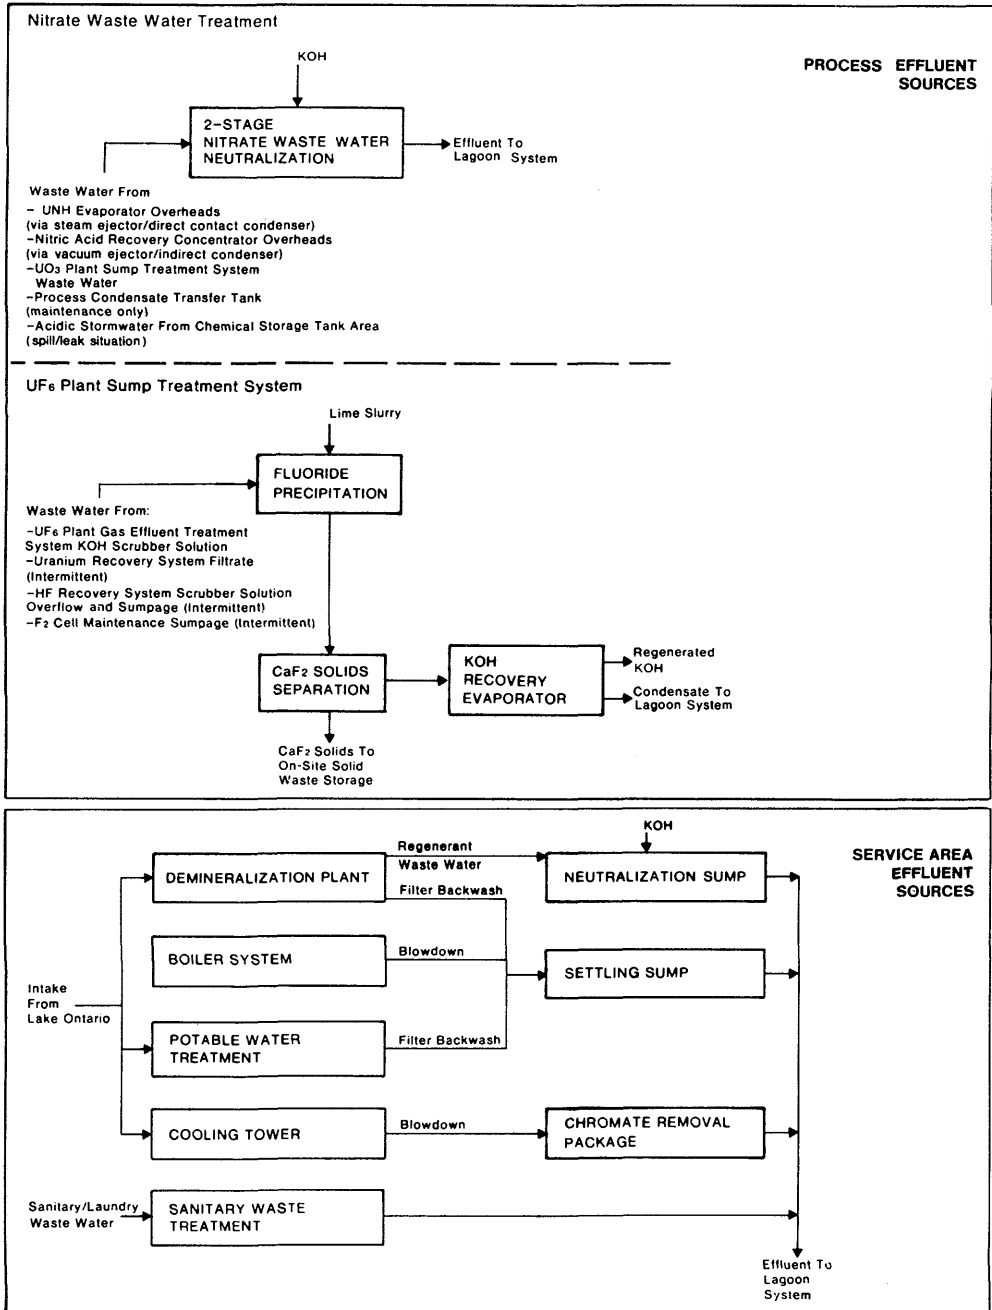 Nitrate Waste Water Treatment
KOH
PROCESS EFFLUENT
SOURCES
2-STAGE
NITRATE WASTE WATER
NEUTRALIZATION
Effluent To
Lagoon System
Waste Water From
- UNH Evaporator Overheads
(via steam ejector/direct contact condenser)
-Nitric Acid Recovery Concentrator Overheads
(via vacuum ejector/indirect condenser)
-UO3 Plant Sump Treatment System
Waste Water
-Process Condensate Transfer Tank
(maintenance only)
-Acidic Stormwater From Chemical Storage Tank Area
(spill/leak situation)
UF6 Plant Sump Treatment System
Lime Slurry
FLUORIDE
PRECIPITATION
Waste Water From:
-UF6 Plant Gas Effluent Treatment
System KOH Scrubber Solution
-Uranium Recovery System Filtrate
(Intermittent)
-HF Recovery System Scrubber Solution
Overflow and Sumpage (Intermittent)
-F2 Cell Maintenance Sumpage (Intermittent)
CaF2 SOLIDS
SEPARATION
KOH
RECOVERY
EVAPORATOR
Regenerated
KOH
Condensate To
Lagoon System
CaF2 Solids To
On-Site Solid
Waste Storage
KOH
SERVICE AREA
EFFLUENT
SOURCES
DEMINERALIZATION PLANT
Regenerant
Waste Water
Filter Backwash
NEUTRALIZATION SUMP
BOILER SYSTEM
Blowdown
SETTLING SUMP
Intake
From
Lake Ontario
POTABLE WATER
TREATMENT
Filter Backwash
COOLING TOWER
Blowdown
CHROMATE REMOVAL
PACKAGE
Sanitary/Laundry
Waste Water
SANITARY WASTE
TREATMENT
Effluent To
Lagoon
System